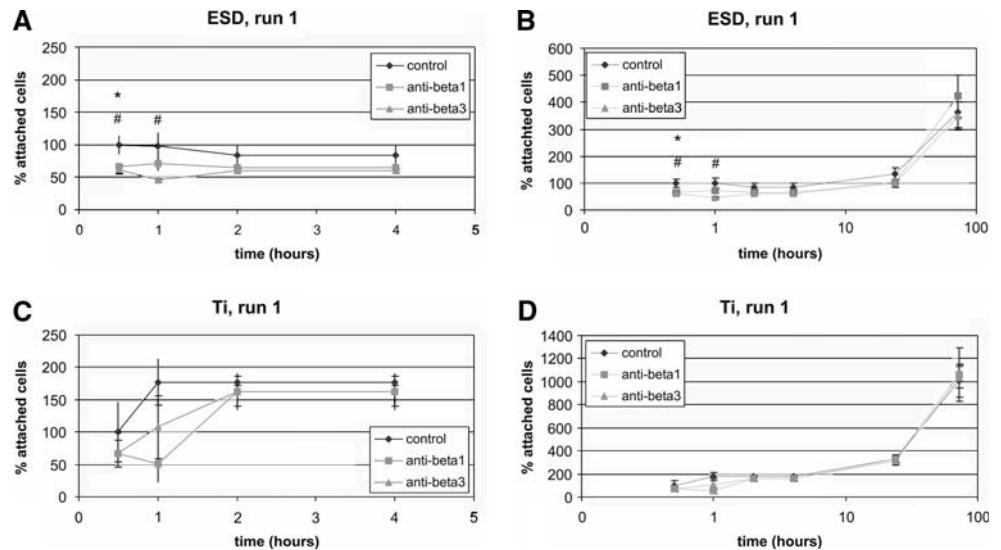 A
ESD, run 1
% attached cells
250
200
150
100
50
0
*
#
#
control
anti-beta1
anti-beta3
0
1
2
3
4
5
time (hours)
B
ESD, run 1
% attached cells
600
500
400
300
200
100
0
*
#
#
control
anti-beta1
anti-beta3
0
1
10
100
time (hours)
C
Ti, run 1
% attached cells
250
200
150
100
50
0
control
anti-beta1
anti-beta3
0
1
2
3
4
5
time (hours)
D
Ti, run 1
% attached cells
1400
1200
1000
800
600
400
200
0
control
anti-beta1
anti-beta3
0
1
10
100
time (hours)